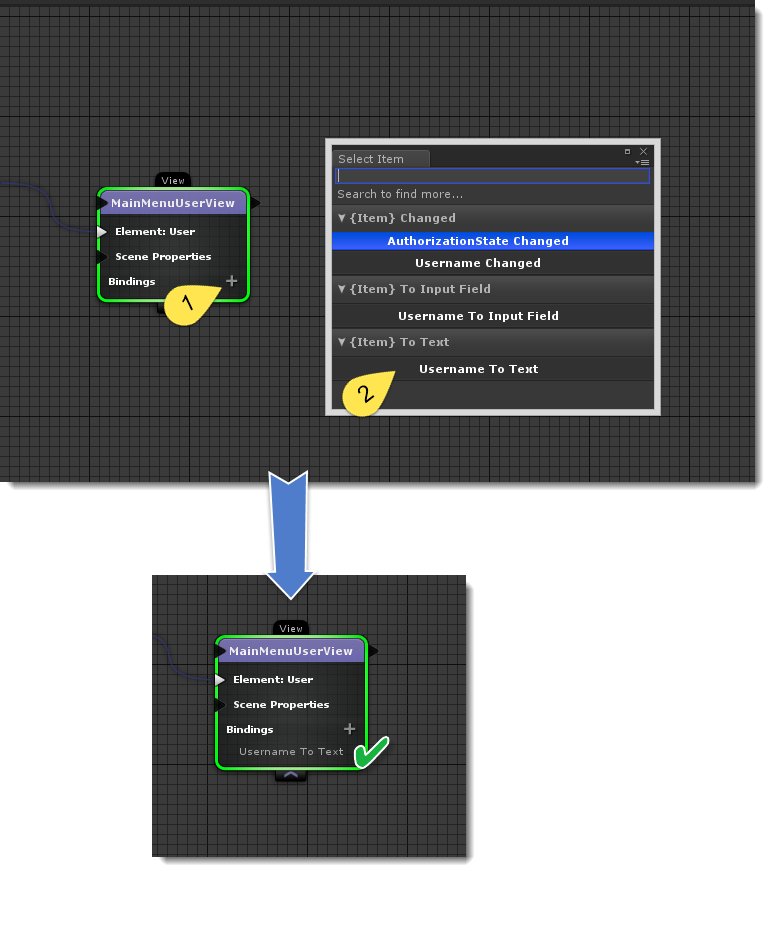 View
MainMenuUserView
Element: User
Scene Properties
Bindings
1
Select Item
Search to find more...
{Item} Changed
AuthorizationState Changed
Username Changed
{Item} To Input Field
Username To Input Field
{Item} To Text
Username To Text
2
View
MainMenuUserView
Element: User
Scene Properties
Bindings
Username To Text